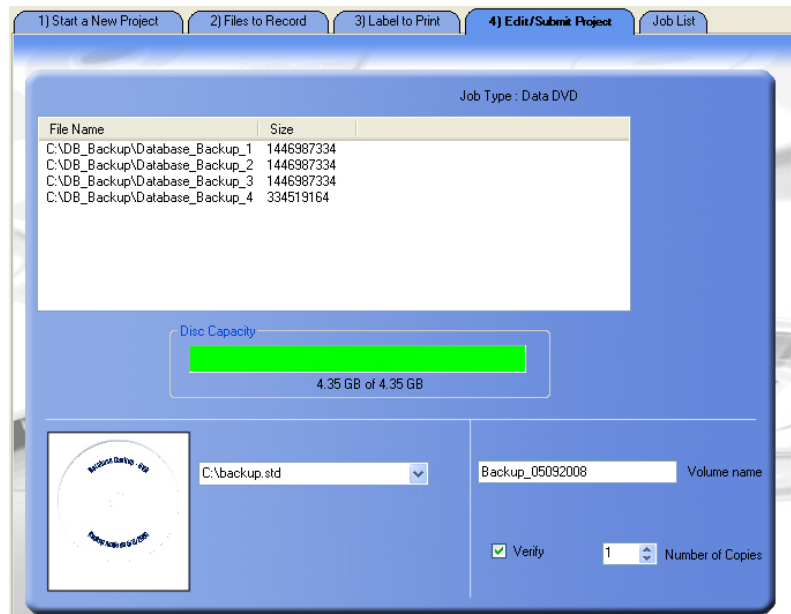 1) Start a New Project 2) Files to Record 3) Label to Print 4) Edit/Submit Project Job List
Job Type : Data DVD
File Name Size
C:\DB_Backup\Database_Backup_1 1446987334
C:\DB_Backup\Database_Backup_2 1446987334
C:\DB_Backup\Database_Backup_3 1446987334
C:\DB_Backup\Database_Backup_4 334519164
Disc Capacity
4.35 GB of 4.35 GB
Database Backup
C:\backup.std
Backup_05092008 Volume name
Verify 1 Number of Copies